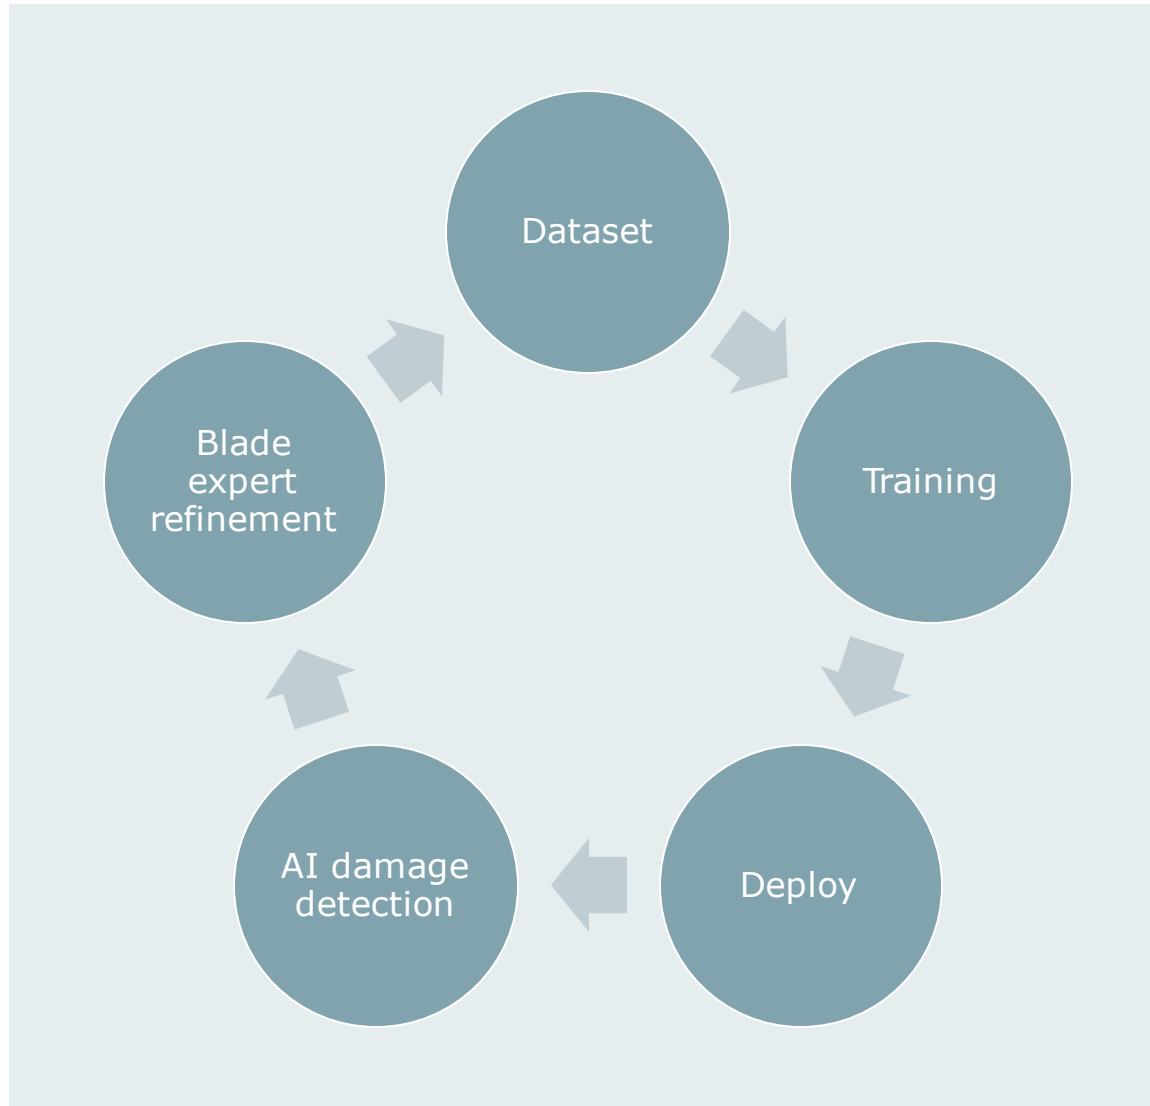 Dataset
Training
Deploy
AI damage
detection
Blade
expert
refinement